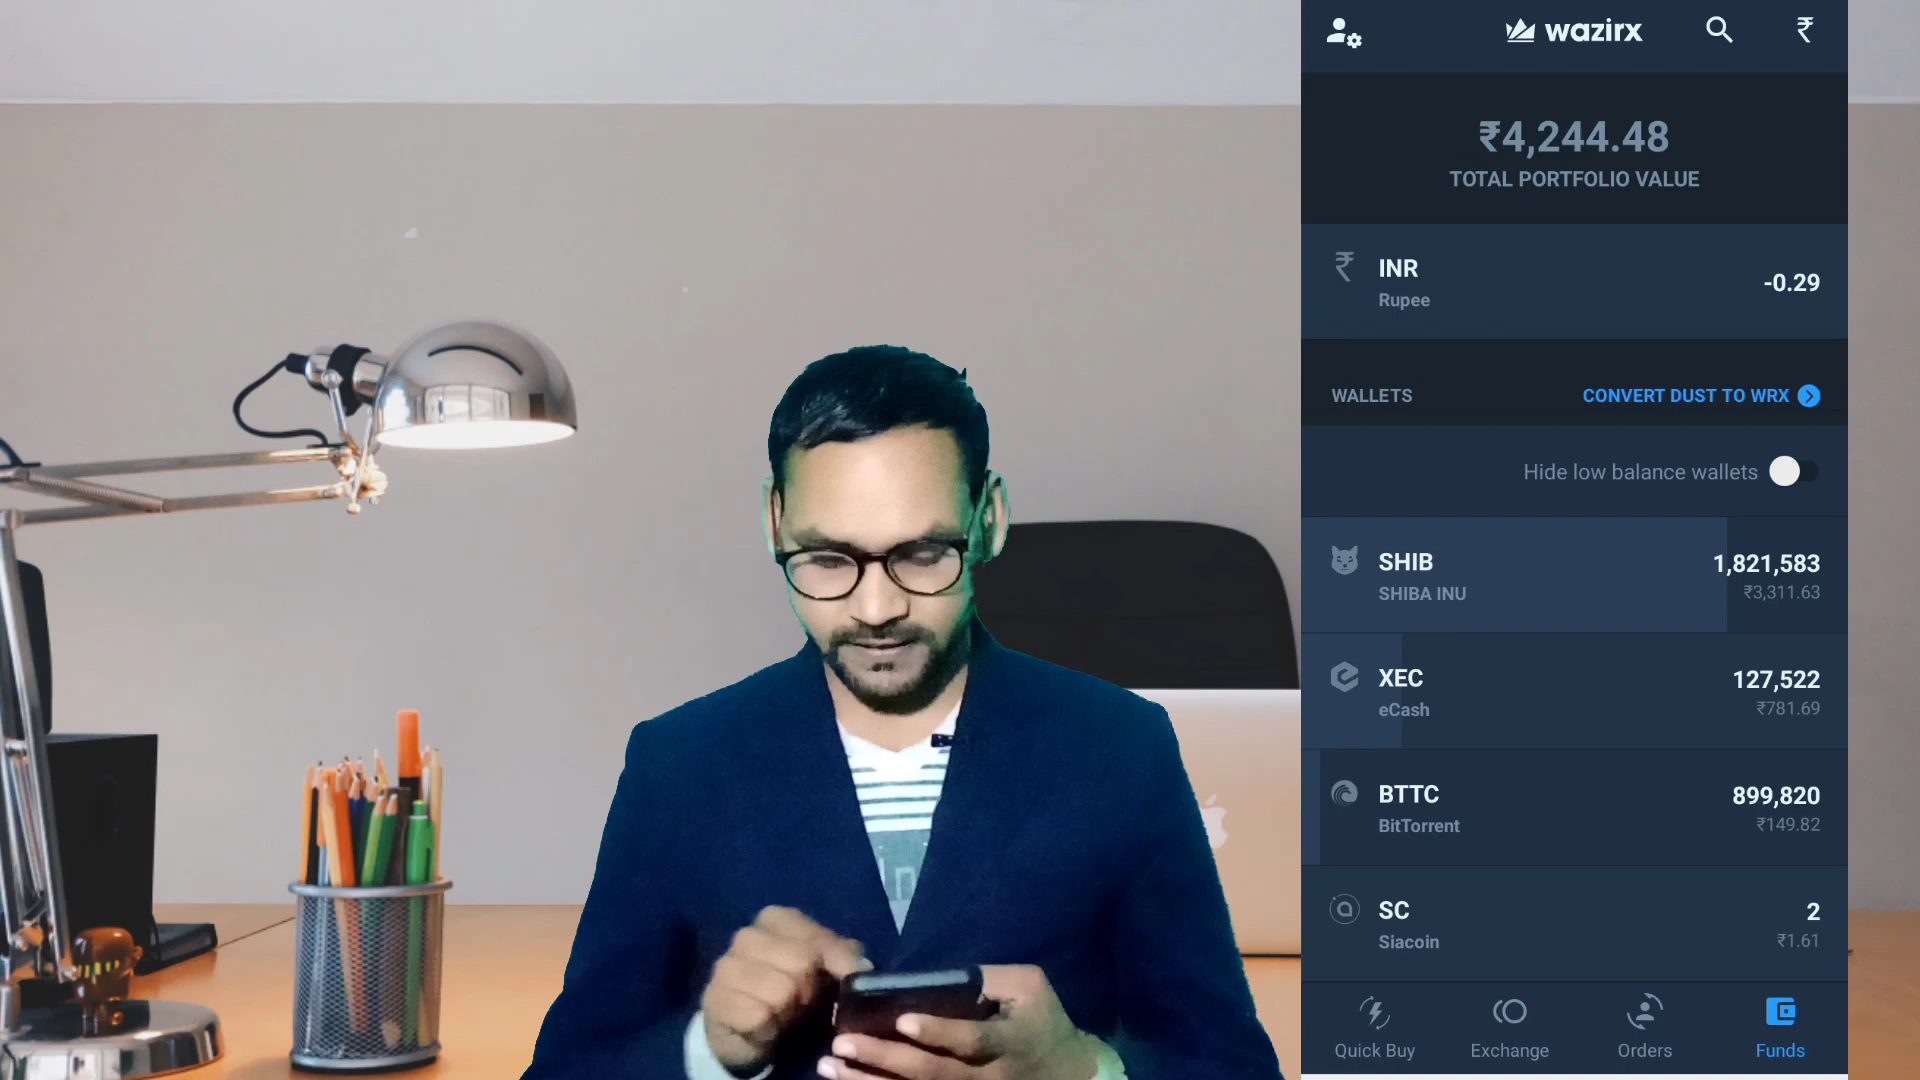 wazirx
₹
₹4,244.48
TOTAL PORTFOLIO VALUE
₹ INR -0.29
Rupee
WALLETS CONVERT DUST TO WRX
Hide low balance wallets
SHIB 1,821,583
SHIBA INU ₹3,311.63
XEC 127,522
eCash ₹781.69
BTTC 899,820
BitTorrent ₹149.82
SC 2
Siacoin ₹1.61
Quick Buy Exchange Orders Funds